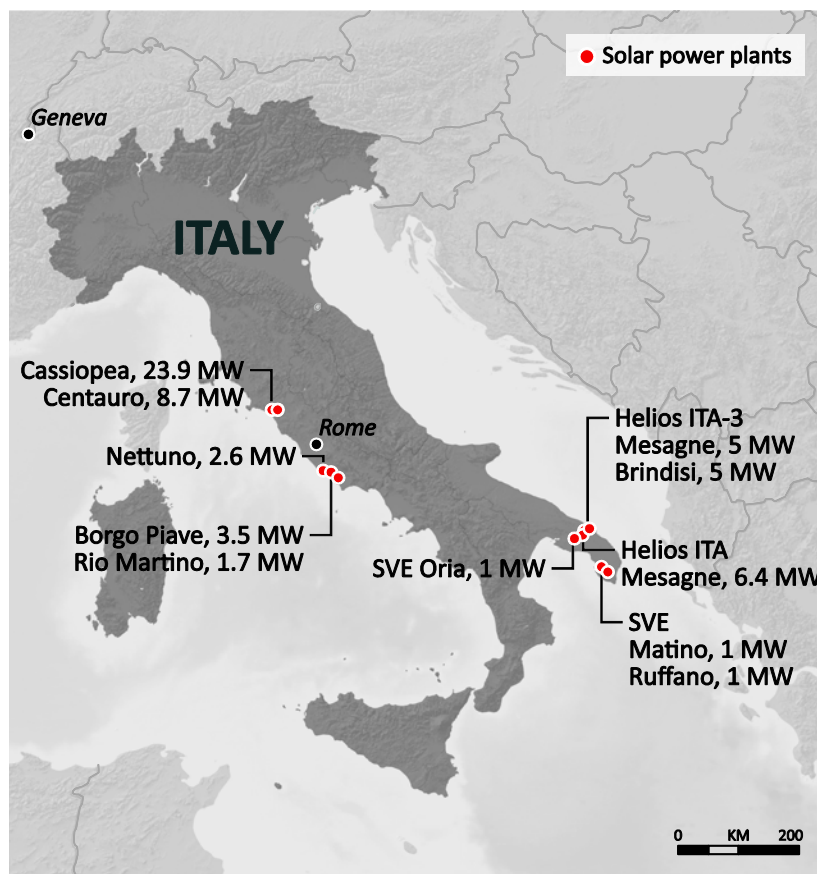 Solar power plants
Geneva
ITALY
Cassiopea, 23.9 MW
Centauro, 8.7 MW
Rome
Nettuno, 2.6 MW
Borgo Piave, 3.5 MW
Rio Martino, 1.7 MW
Helios ITA-3
Mesagne, 5 MW
Brindisi, 5 MW
SVE Oria, 1 MW
Helios ITA
Mesagne, 6.4 MW
SVE
Matino, 1 MW
Ruffano, 1 MW
0 KM 200